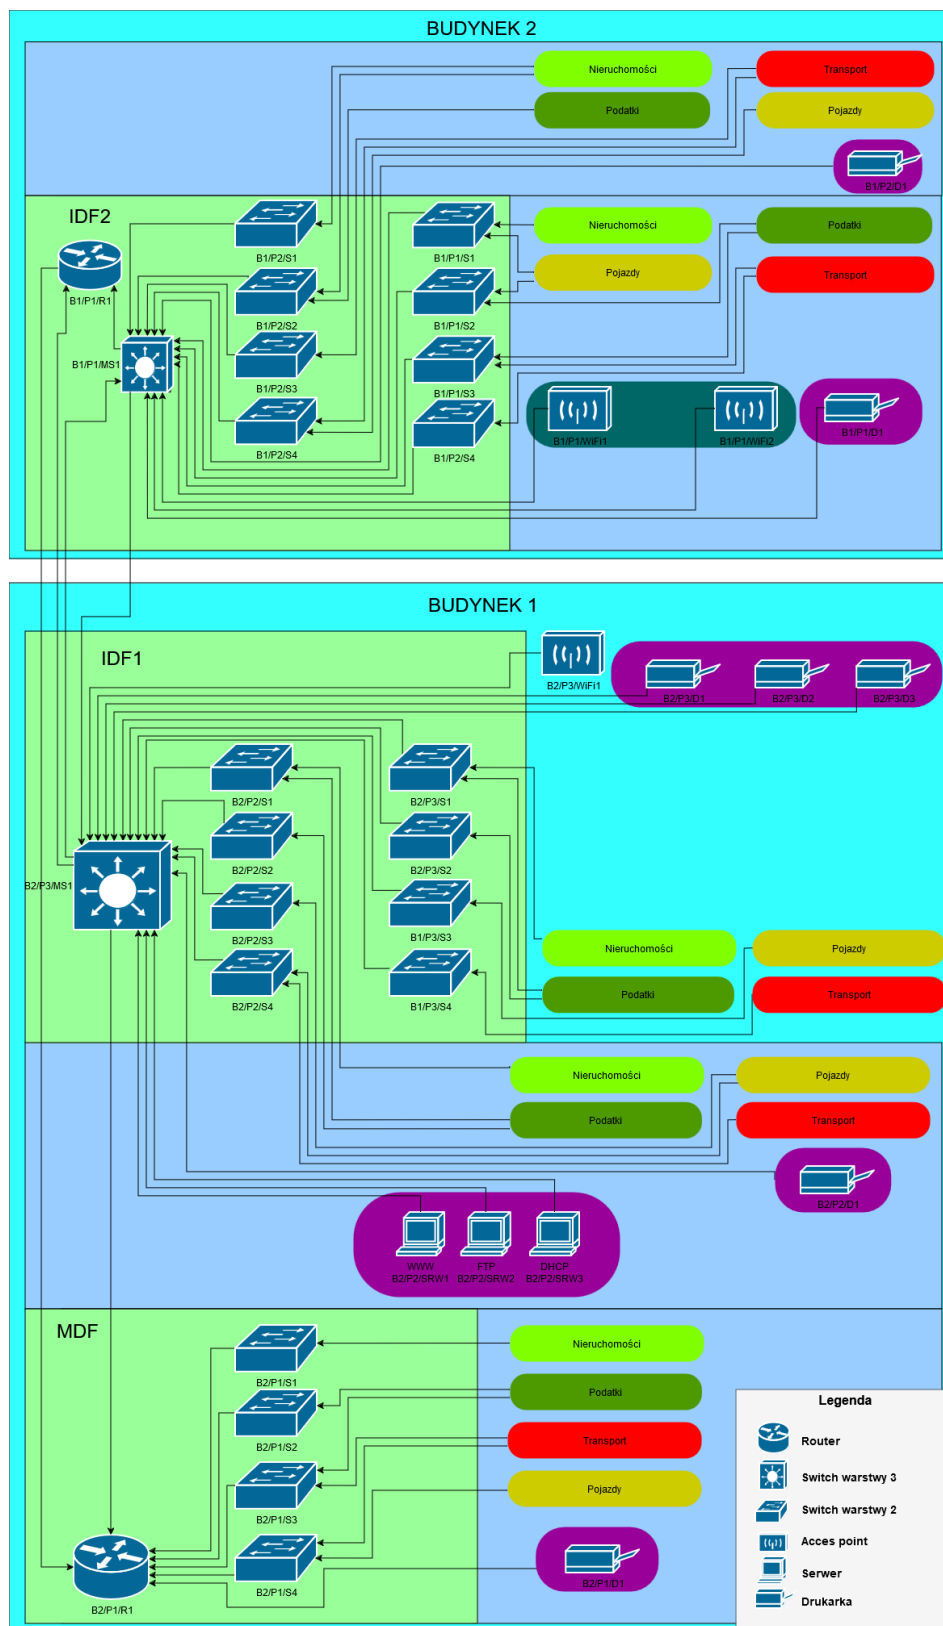 BUDYNEK 2
Nieruchomości
Transport
Podatki
Pojazdy
B1/P2/D1
IDF2
B1/P1/R1
B1/P2/S1
B1/P1/S1
Nieruchomości
Podatki
Pojazdy
Transport
B1/P2/S2
B1/P1/S2
B1/P1/MS1
B1/P2/S3
B1/P1/S3
B1/P2/S4
B1/P2/S4
B1/P1/WiFi1
B1/P1/WiFi2
B1/P1/D1
BUDYNEK 1
IDF1
B2/P3/WiFi1
B2/P3/D1
B2/P3/D2
B2/P3/D3
B2/P2/S1
B2/P3/S1
B2/P2/S2
B2/P3/S2
B2/P3/MS1
B2/P2/S3
B1/P3/S3
B2/P2/S4
B1/P3/S4
Nieruchomości
Pojazdy
Podatki
Transport
Nieruchomości
Pojazdy
Podatki
Transport
B2/P2/D1
WWW
B2/P2/SRW1
FTP
B2/P2/SRW2
DHCP
B2/P2/SRW3
MDF
B2/P1/S1
Nieruchomości
B2/P1/S2
Podatki
B2/P1/S3
Transport
Pojazdy
B2/P1/S4
B2/P1/R1
B2/P1/D1
Legenda
Router
Switch warstwy 3
Switch warstwy 2
Acces point
Serwer
Drukarka